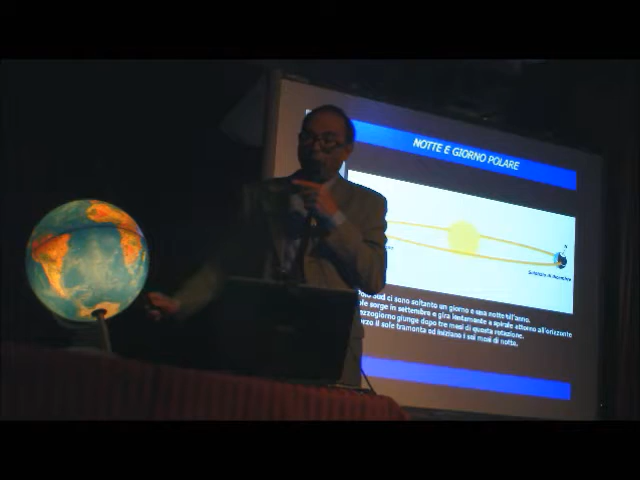 NOTTE E GIORNO POLARE
N
Solstizio di dicembre
Sud ci sono soltanto un giorno e una notte all'anno.
sorge in settembre e gira lentamente a spirale attorno all'orizzonte
ezzogiorno giunge dopo tre mesi di questa rotazione.
rzo il sole tramonta ed iniziano i sei mesi di notte.